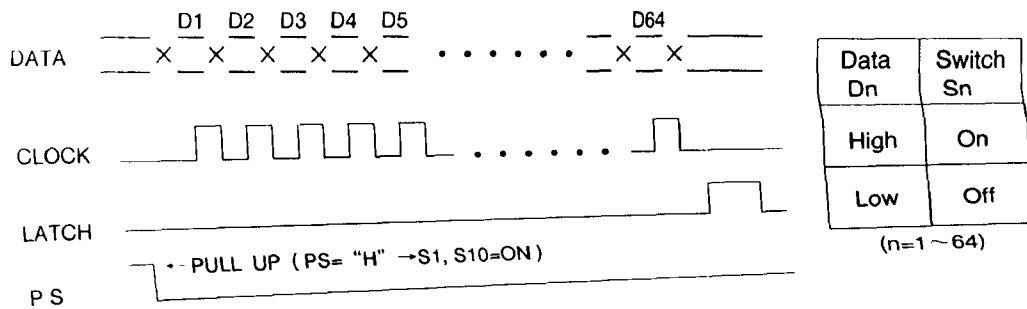 D1 D2 D3 D4 D5 D64
DATA
CLOCK
LATCH
PULL UP ( PS= “H” →S1, S10=ON )
P S
Data Dn Switch Sn
High On
Low Off
(n=1～64)